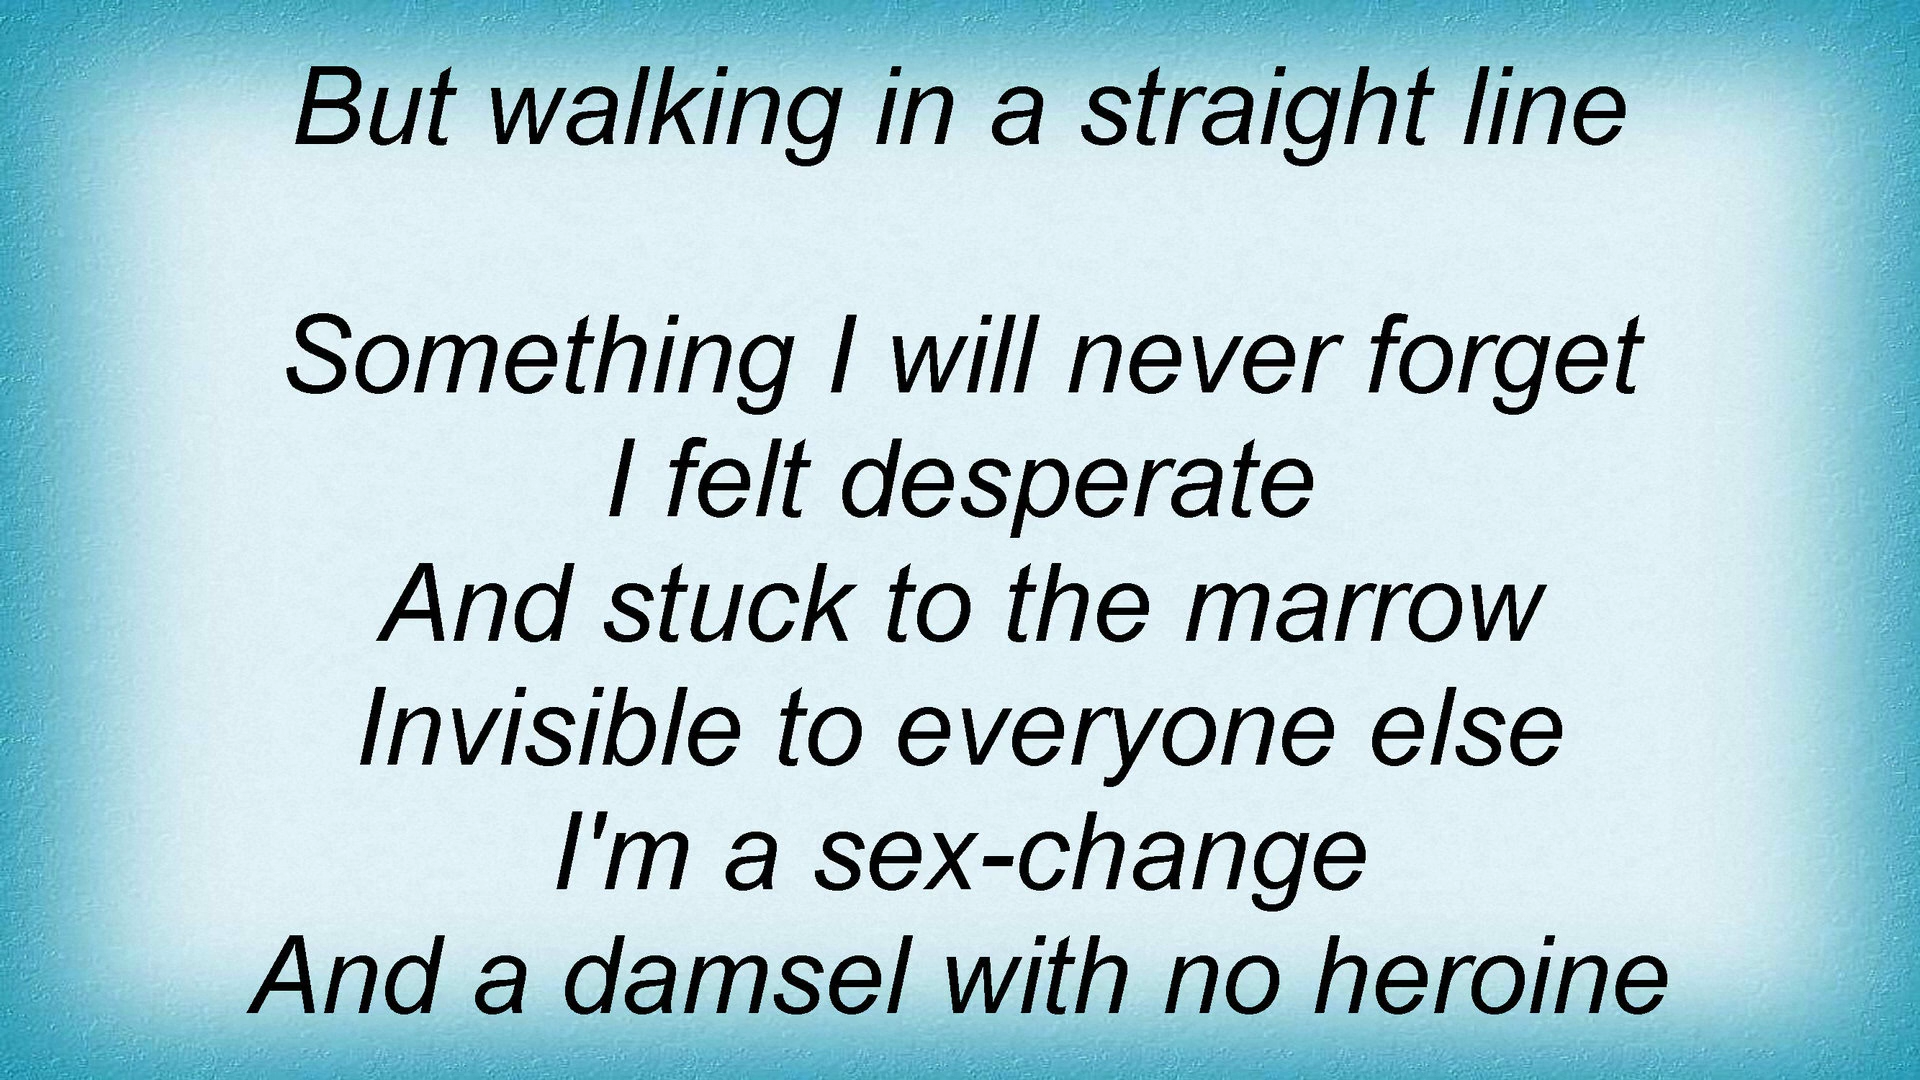 But walking in a straight line
Something I will never forget
I felt desperate
And stuck to the marrow
Invisible to everyone else
I'm a sex-change
And a damsel with no heroine